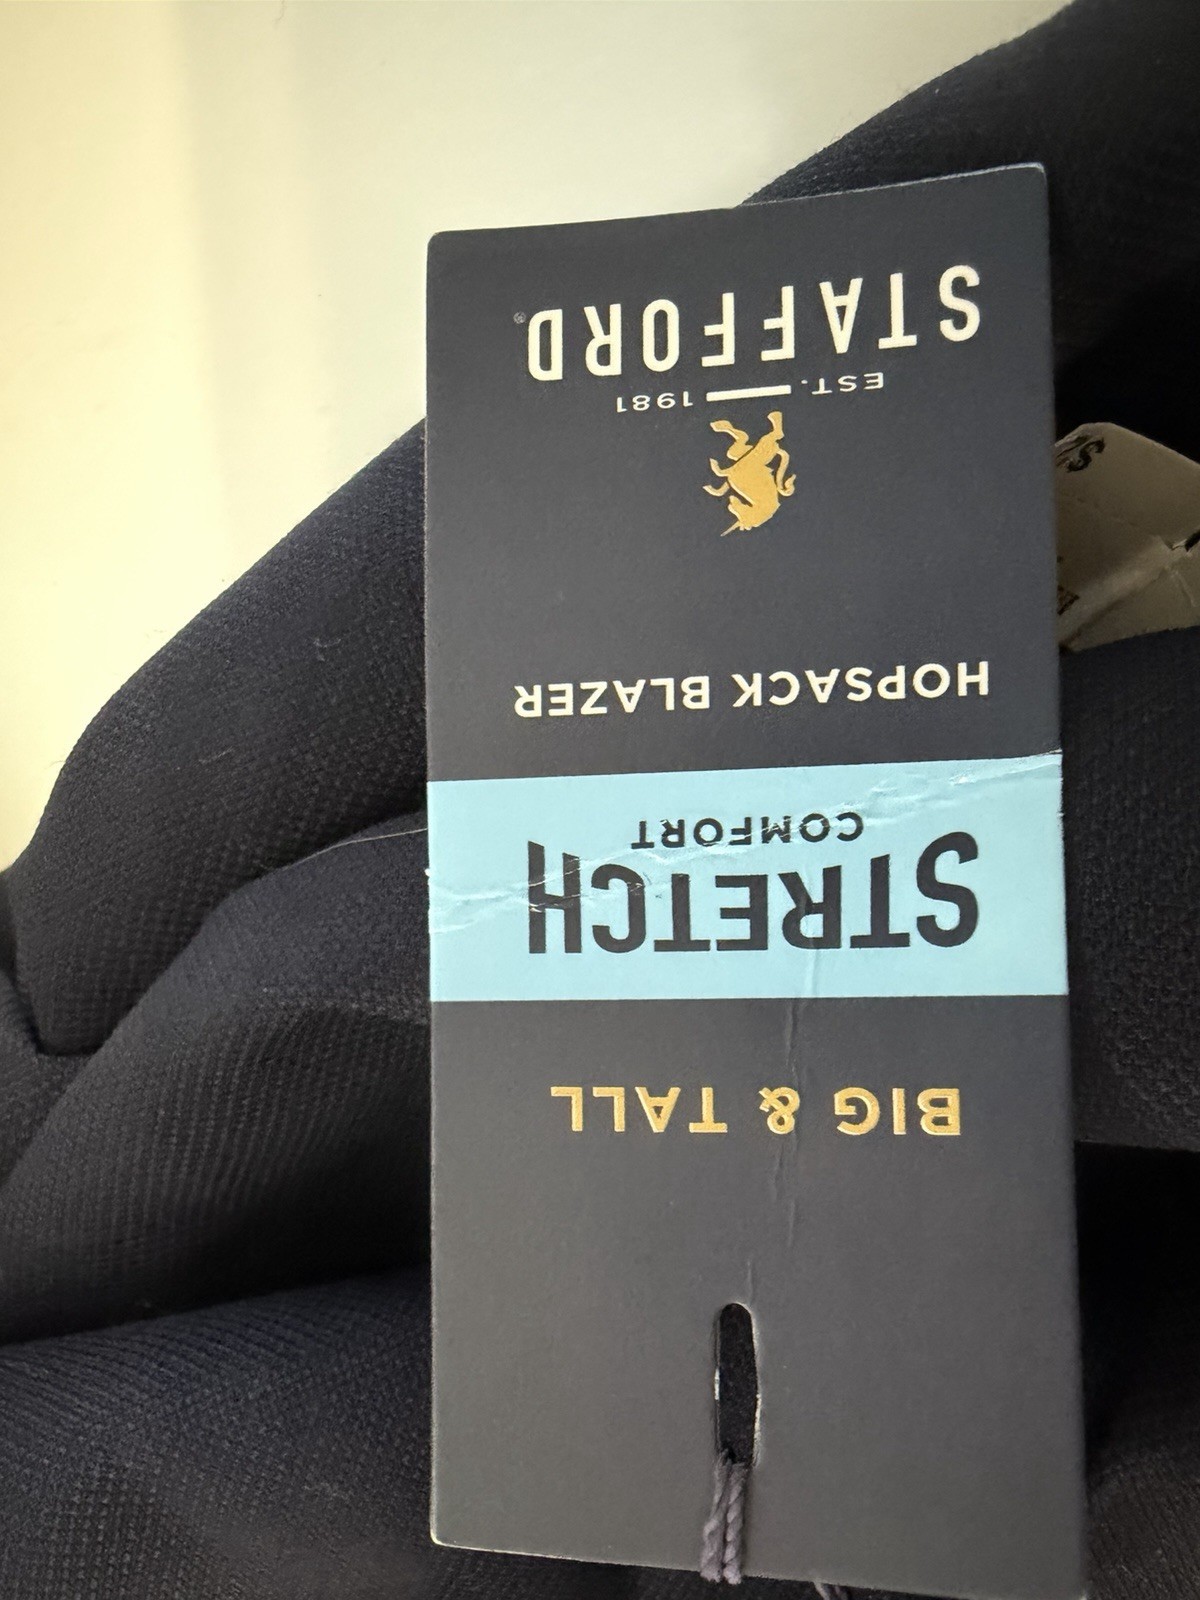 BIG & TALL
STRETCH
COMFORT
HOPSACK BLAZER
EST. 1981
STAFFORD®